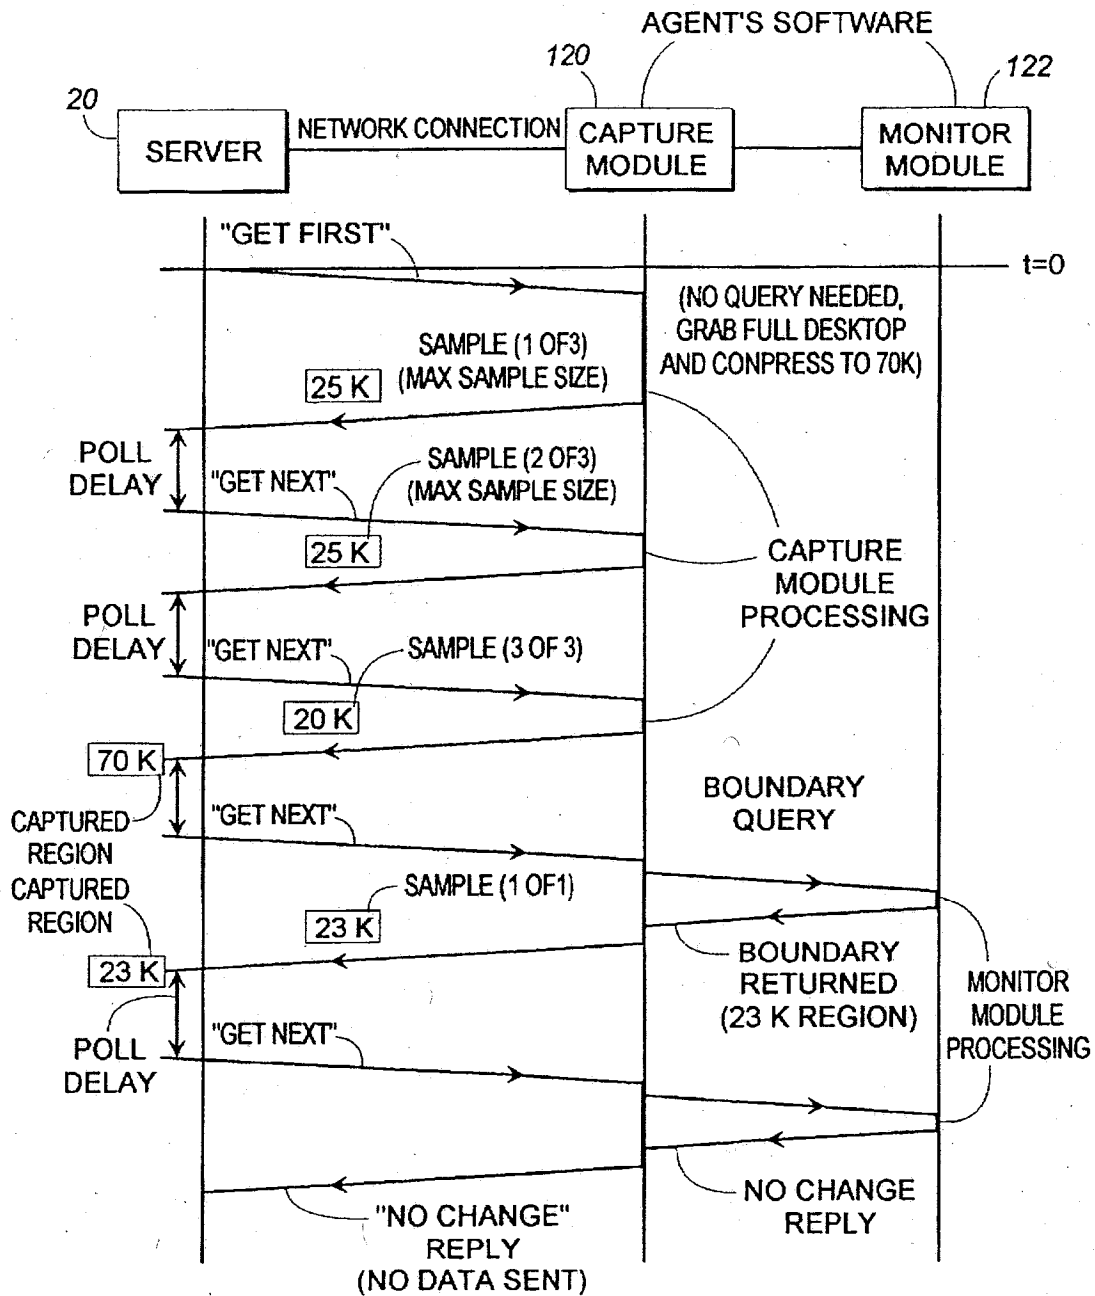 AGENT'S SOFTWARE
120
122
20
SERVER
NETWORK CONNECTION
CAPTURE
MODULE
MONITOR
MODULE
"GET FIRST"
t=0
(NO QUERY NEEDED,
GRAB FULL DESKTOP
AND CONPRESS TO 70K)
SAMPLE (1 OF3)
(MAX SAMPLE SIZE)
25 K
POLL
DELAY
"GET NEXT"
SAMPLE (2 OF3)
(MAX SAMPLE SIZE)
25 K
CAPTURE
MODULE
PROCESSING
POLL
DELAY
"GET NEXT"
SAMPLE (3 OF 3)
20 K
70 K
CAPTURED
REGION
"GET NEXT"
BOUNDARY
QUERY
CAPTURED
REGION
SAMPLE (1 OF1)
23 K
23 K
BOUNDARY
RETURNED
(23 K REGION)
MONITOR
MODULE
PROCESSING
POLL
DELAY
"GET NEXT"
NO CHANGE
REPLY
"NO CHANGE"
REPLY
(NO DATA SENT)